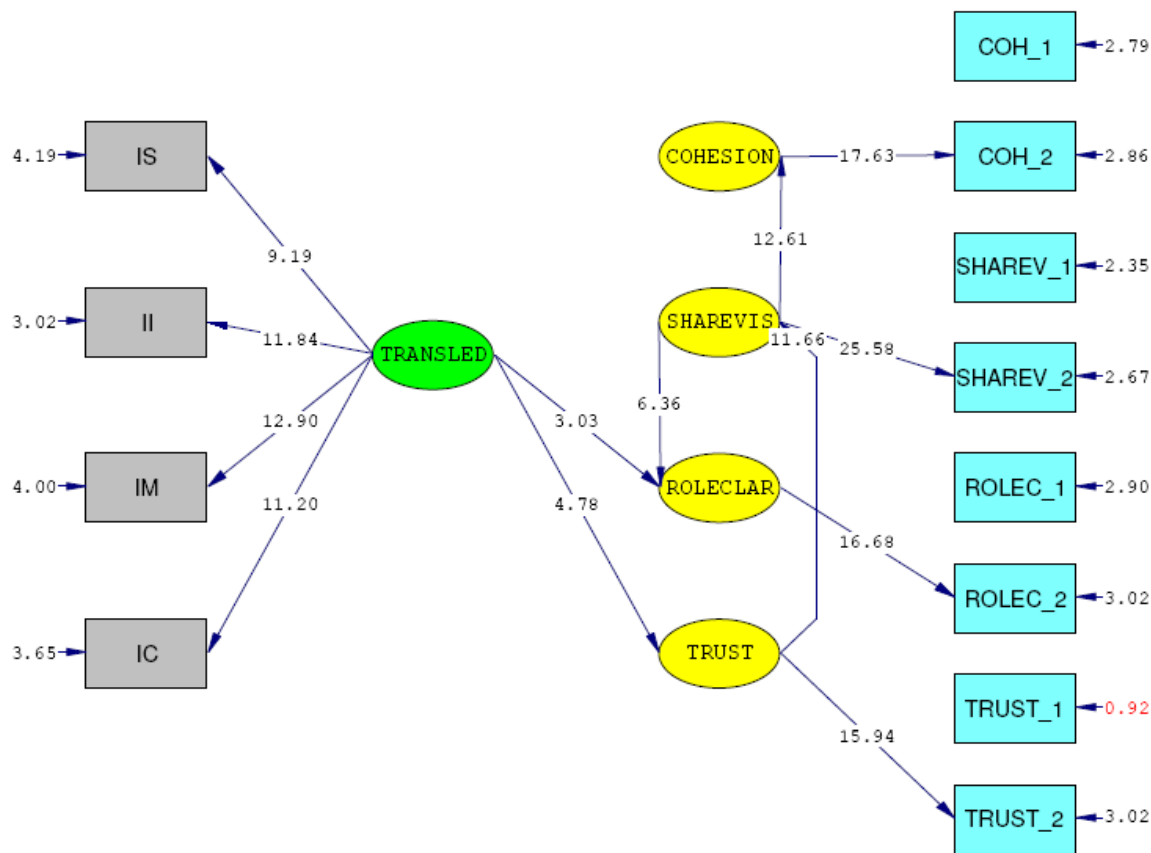 COH_1
2.79
4.19
IS
COHESION
17.63
COH_2
2.86
12.61
9.19
SHAREV_1
2.35
3.02
II
11.84
SHAREVIS
11.66
25.58
TRANSLED
SHAREV_2
2.67
6.36
12.90
3.03
4.00
IM
ROLECLAR
ROLEC_1
2.90
11.20
4.78
16.68
ROLEC_2
3.02
3.65
IC
TRUST
TRUST_1
0.92
15.94
TRUST_2
3.02